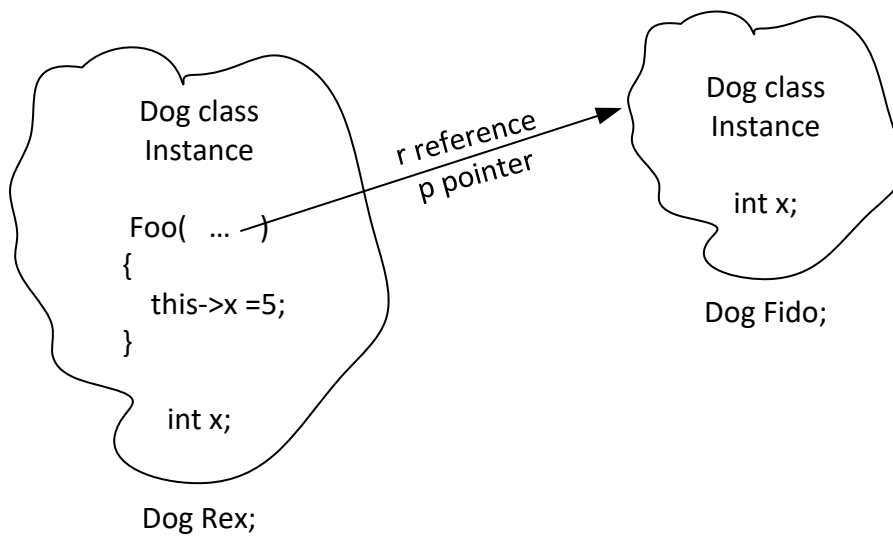 Dog class
Instance
Foo( ... )
{
this->x =5;
}
int x;
Dog Rex;
r reference
p pointer
Dog class
Instance
int x;
Dog Fido;